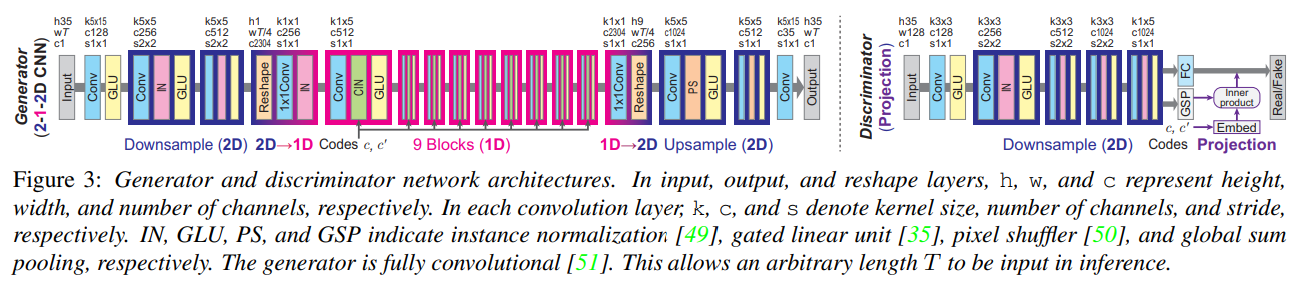 h35 k5x15 k5x5 k5x5 h1 k1x1 k1x5 k1x1 h9 k5x5 k5x5 k5x15 h35
wT c128 c256 c512 wT/4 c256 c512 c2304 wT/4 c1024 c512 c35 wT
c1 s1x1 s2x2 s2x2 c2304 s1x1 s1x1 s1x1 c256 s1x1 s1x1 s1x1 c1
Generator
(2-1-2D CNN)
Input
Conv
GLU
Conv
IN
GLU
Reshape
1x1Conv
IN
Conv
CIN
GLU
1x1Conv
Reshape
Conv
PS
GLU
Conv
Output
Downsample (2D) 2D→1D Codes c, c′ 9 Blocks (1D) 1D→2D Upsample (2D)
h35 k3x3 k3x3 k3x3 k3x3 k1x5
w128 c128 c256 c512 c1024 c1024
c1 s1x1 s2x2 s2x2 s2x2 s1x1
Discriminator
(Projection)
Input
Conv
GLU
Conv
IN
GLU
FC
GSP
Inner
product
c, c′
Embed
Real/Fake
Downsample (2D) Codes Projection
Figure 3: Generator and discriminator network architectures. In input, output, and reshape layers, h, w, and c represent height,
width, and number of channels, respectively. In each convolution layer, k, c, and s denote kernel size, number of channels, and stride,
respectively. IN, GLU, PS, and GSP indicate instance normalization [49], gated linear unit [35], pixel shuffler [50], and global sum
pooling, respectively. The generator is fully convolutional [51]. This allows an arbitrary length T to be input in inference.